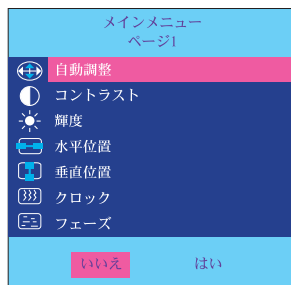 メインメニュー
ページ1
自動調整
コントラスト
輝度
水平位置
垂直位置
クロック
フェーズ
いいえ はい